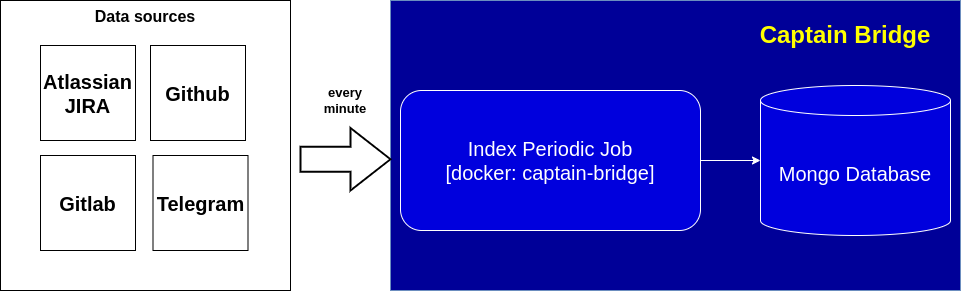 Data sources
Atlassian
JIRA
Github
Gitlab
Telegram
every
minute
Captain Bridge
Index Periodic Job
[docker: captain-bridge]
Mongo Database